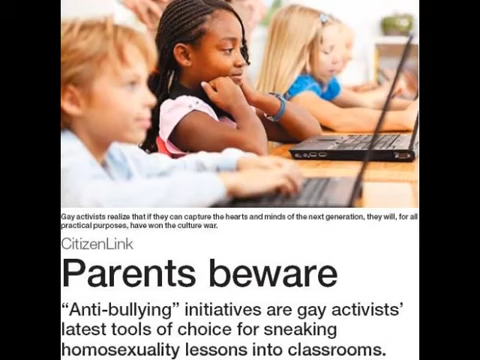 Gay activists realize that if they can capture the hearts and minds of the next generation, they will, for all
practical purposes, have won the culture war.
CitizenLink
Parents beware
“Anti-bullying” initiatives are gay activists’
latest tools of choice for sneaking
homosexuality lessons into classrooms.